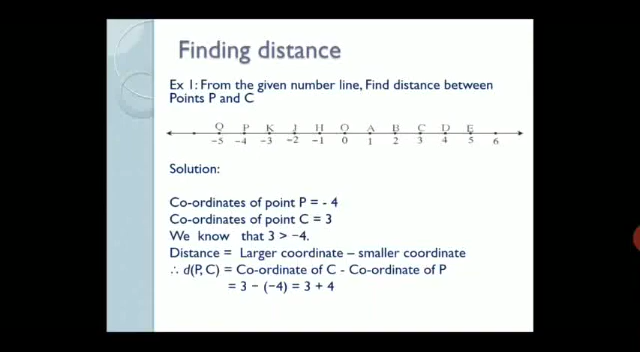 Finding distance
Ex 1: From the given number line, Find distance between
Points P and C
Q P K J H O A B C D E
-5 -4 -3 -2 -1 0 1 2 3 4 5 6
Solution:
Co-ordinates of point P = - 4
Co-ordinates of point C = 3
We know that 3 > -4.
Distance = Larger coordinate – smaller coordinate
∴ d(P, C) = Co-ordinate of C - Co-ordinate of P
= 3 – (-4) = 3 + 4